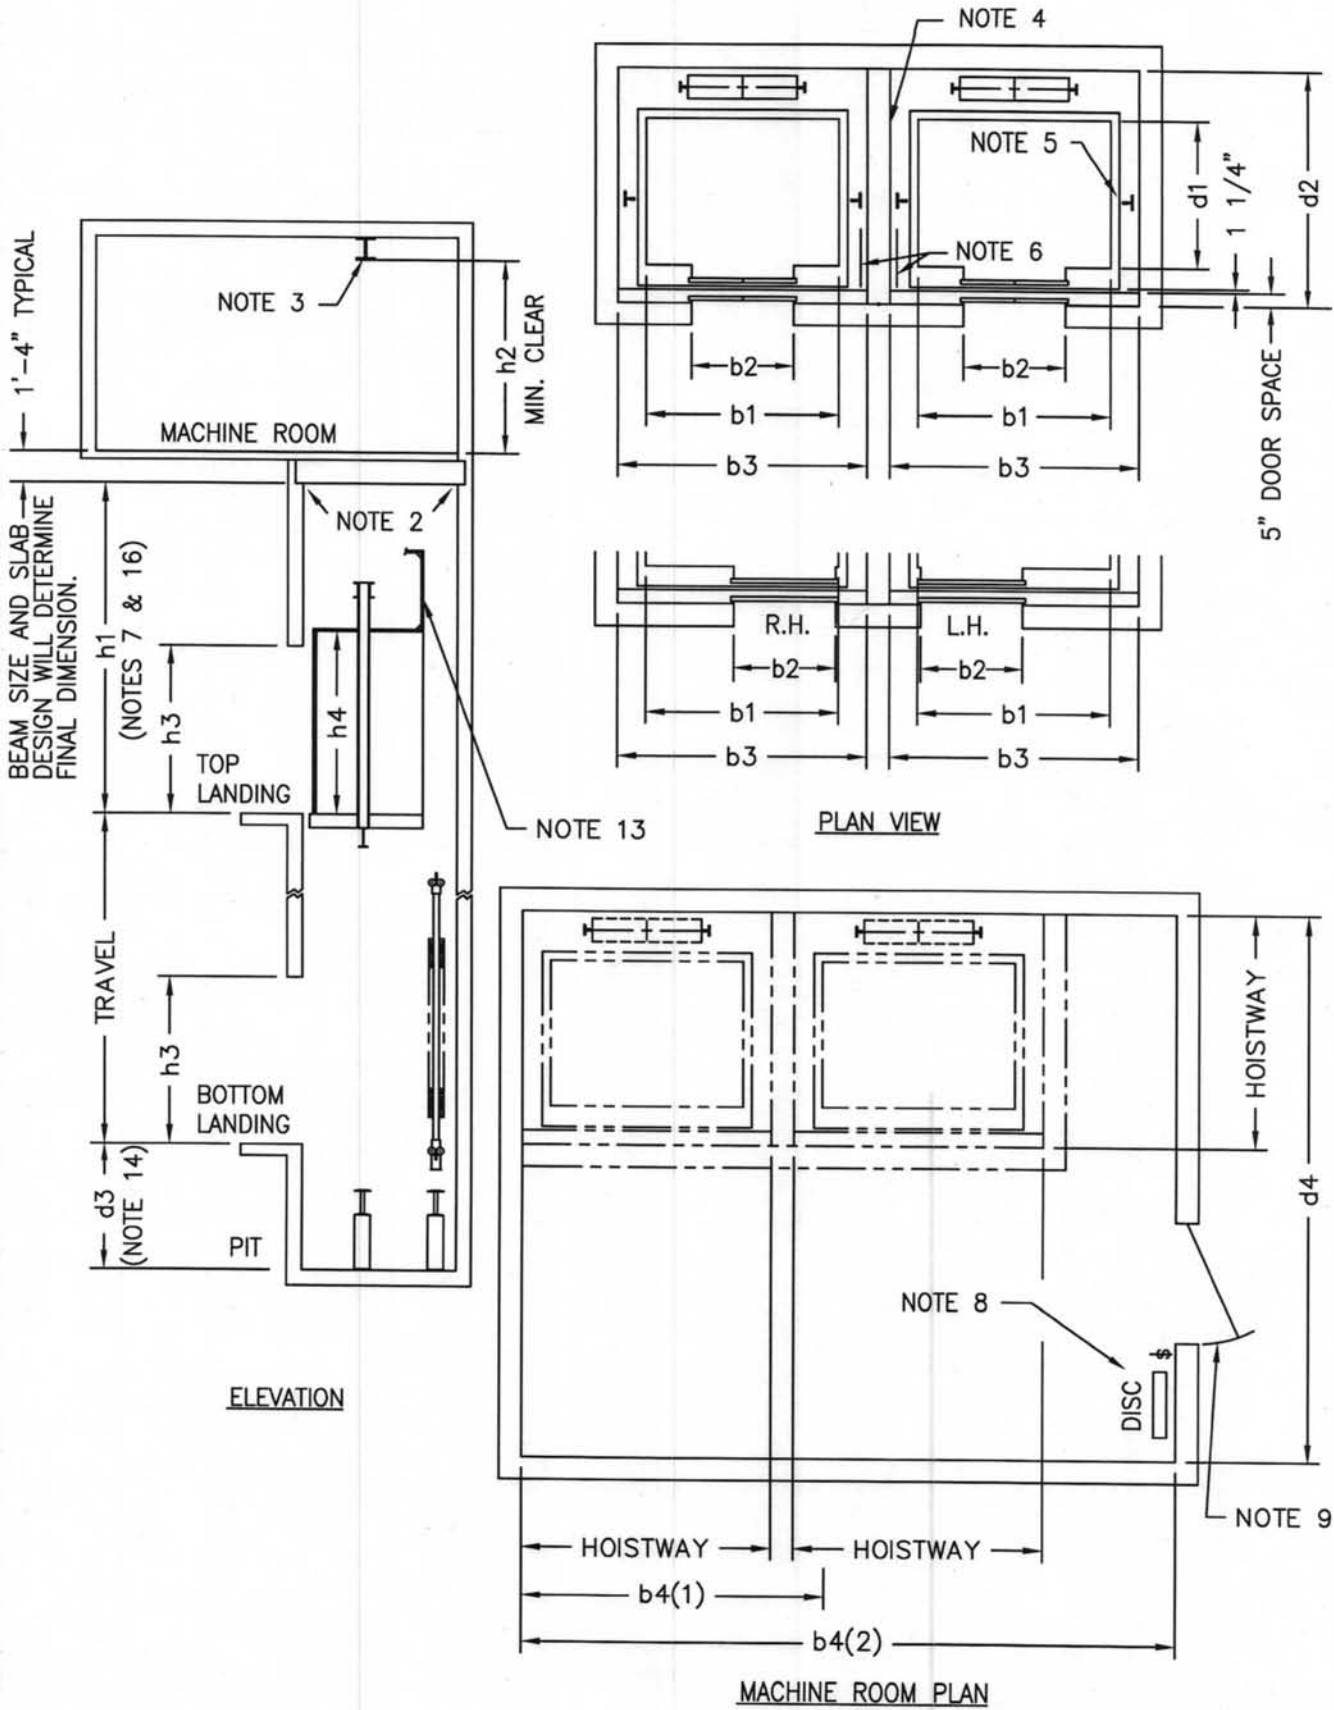 NOTE 4
NOTE 5
d1
1 1/4"
d2
NOTE 6
b2
b2
b1
b1
b3
b3
5" DOOR SPACE
R.H.
L.H.
b2
b2
b1
b1
b3
b3
PLAN VIEW
1'-4" TYPICAL
NOTE 3
h2
MIN. CLEAR
MACHINE ROOM
BEAM SIZE AND SLAB
DESIGN WILL DETERMINE
FINAL DIMENSION.
h1
(NOTES 7 & 16)
NOTE 2
h3
h4
TOP
LANDING
NOTE 13
TRAVEL
h3
BOTTOM
LANDING
d3
(NOTE 14)
PIT
ELEVATION
HOISTWAY
d4
NOTE 8
S
DISC
NOTE 9
HOISTWAY
HOISTWAY
b4(1)
b4(2)
MACHINE ROOM PLAN